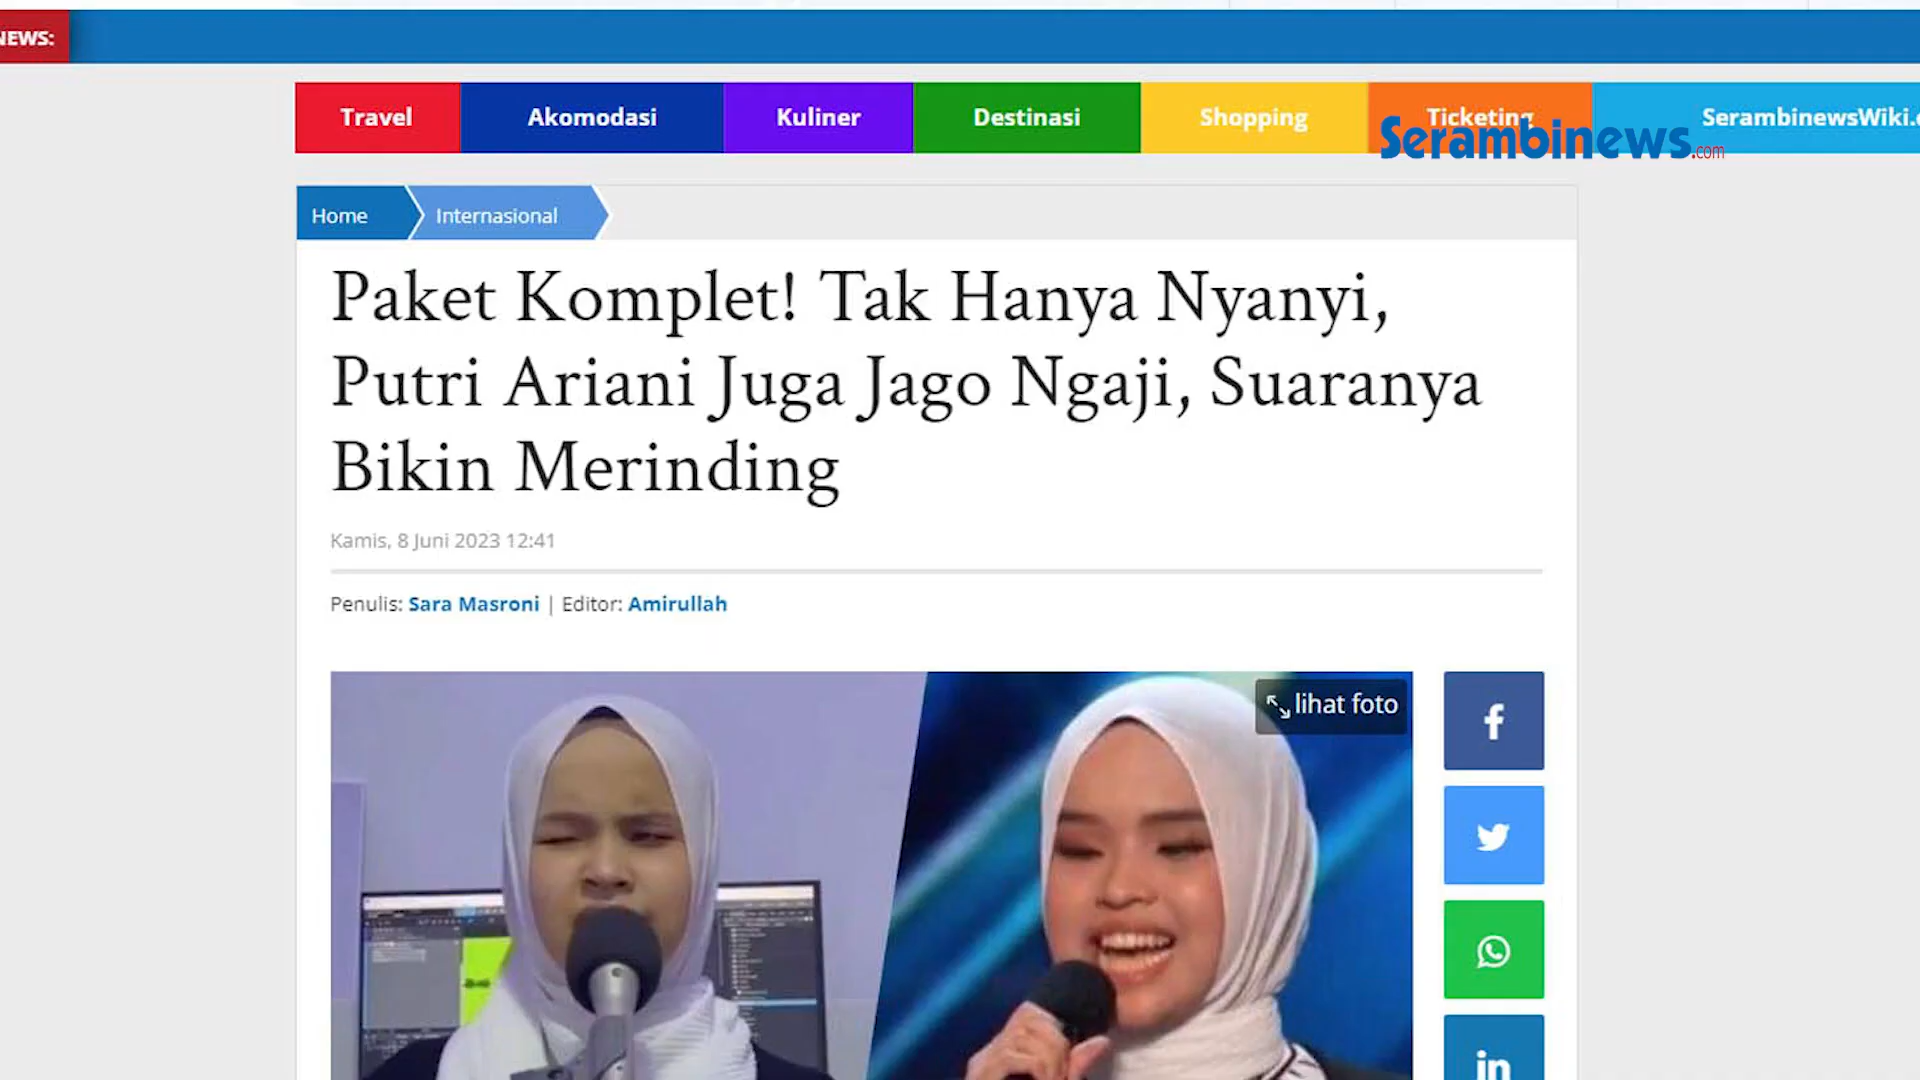 NEWS:
Travel Akomodasi Kuliner Destinasi Shopping Ticketing SerambinewsWiki.c
Serambinews.com
Home Internasional
Paket Komplet! Tak Hanya Nyanyi,
Putri Ariani Juga Jago Ngaji, Suaranya
Bikin Merinding
Kamis, 8 Juni 2023 12:41
Penulis: Sara Masroni | Editor: Amirullah
lihat foto